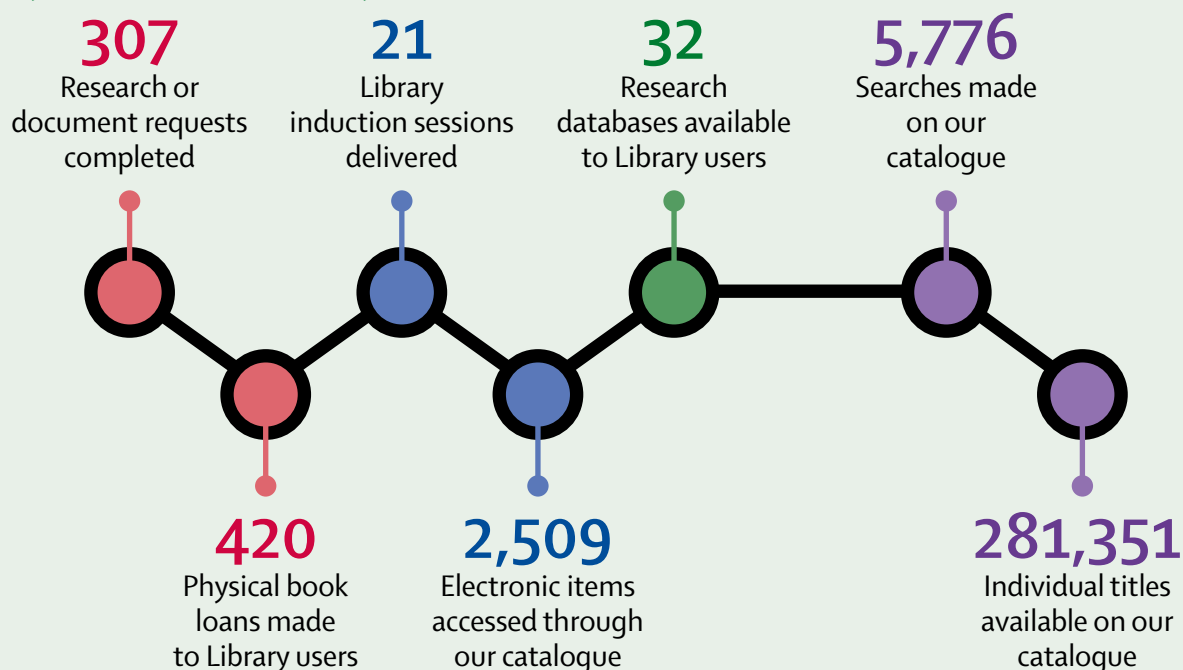 307
Research or
document requests
completed
21
Library
induction sessions
delivered
32
Research
databases available
to Library users
5,776
Searches made
on our
catalogue
420
Physical book
loans made
to Library users
2,509
Electronic items
accessed through
our catalogue
281,351
Individual titles
available on our
catalogue